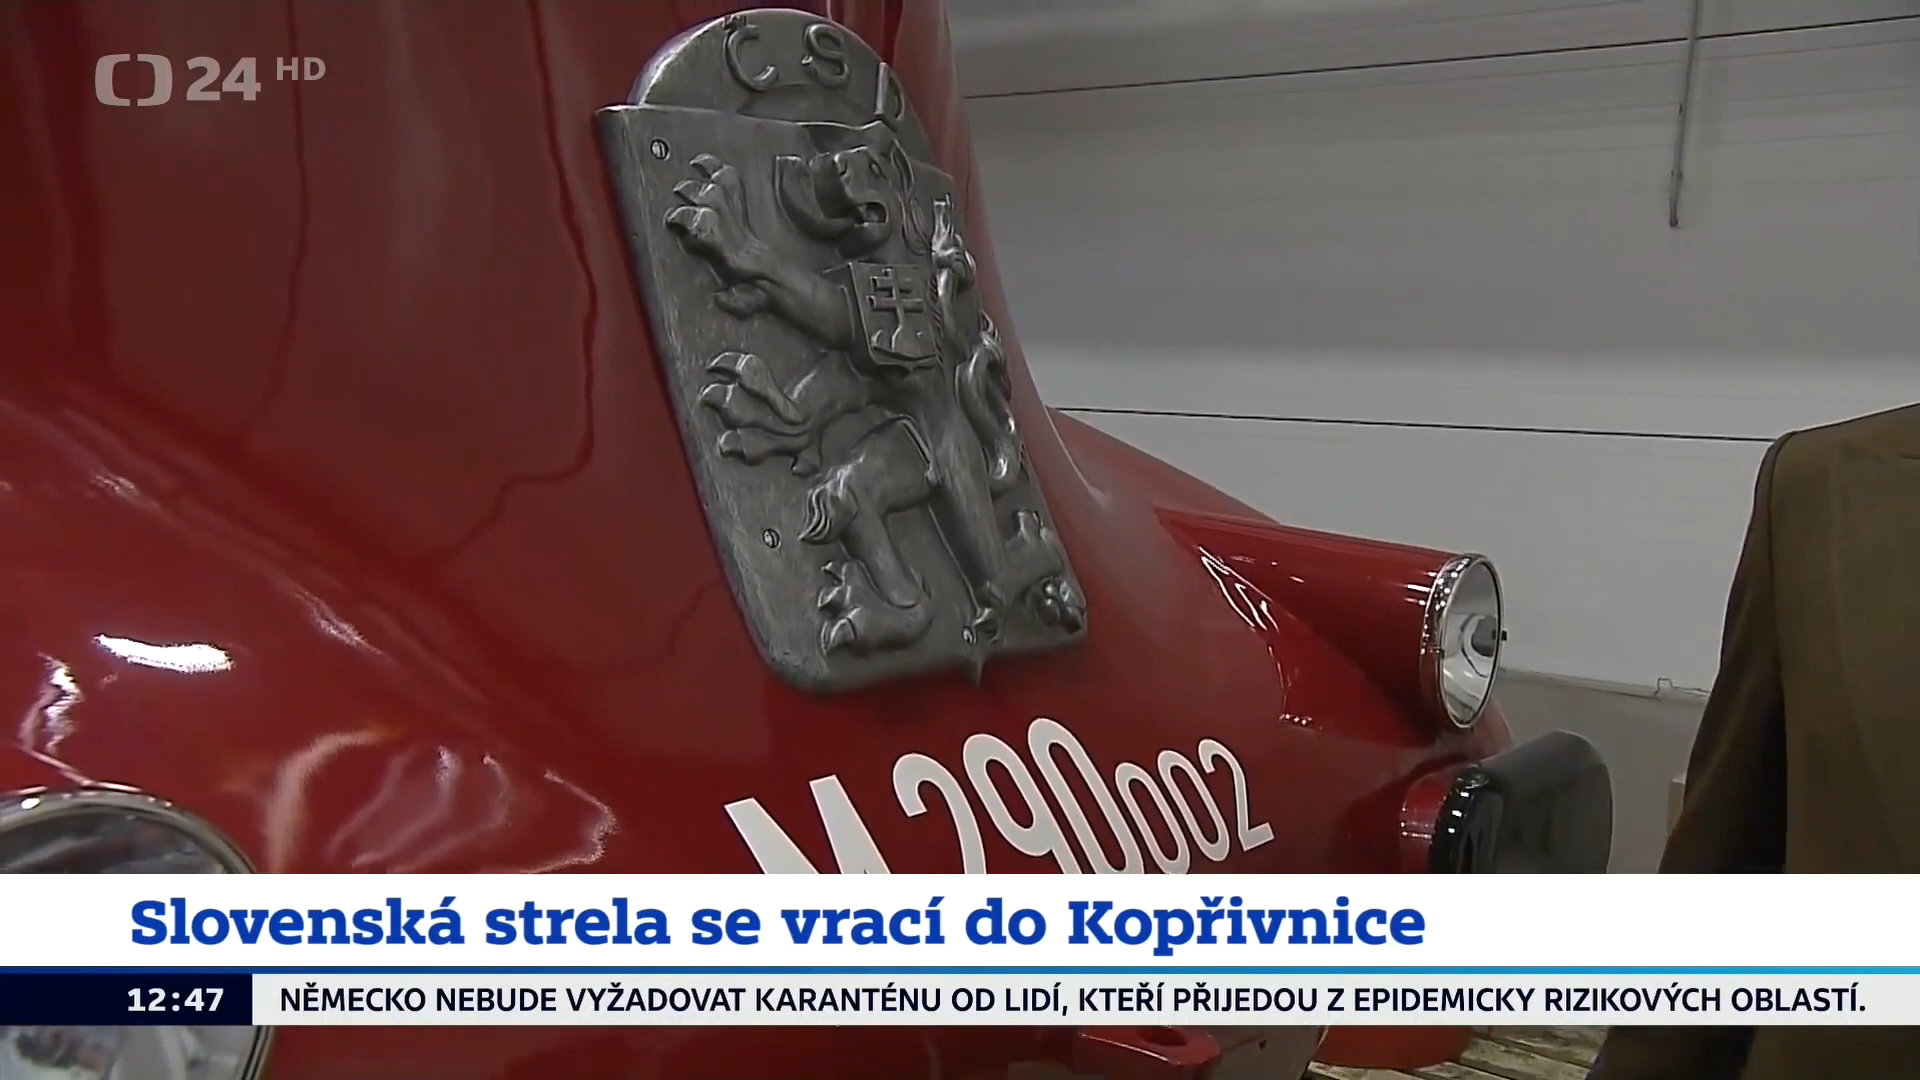 24 HD
ČSD
M 290002
Slovenská strela se vrací do Kopřivnice
12:47 NĚMECKO NEBUDE VYŽADOVAT KARANTÉNU OD LIDÍ, KTEŘÍ PŘIJEDOU Z EPIDEMICKY RIZIKOVÝCH OBLASTÍ.